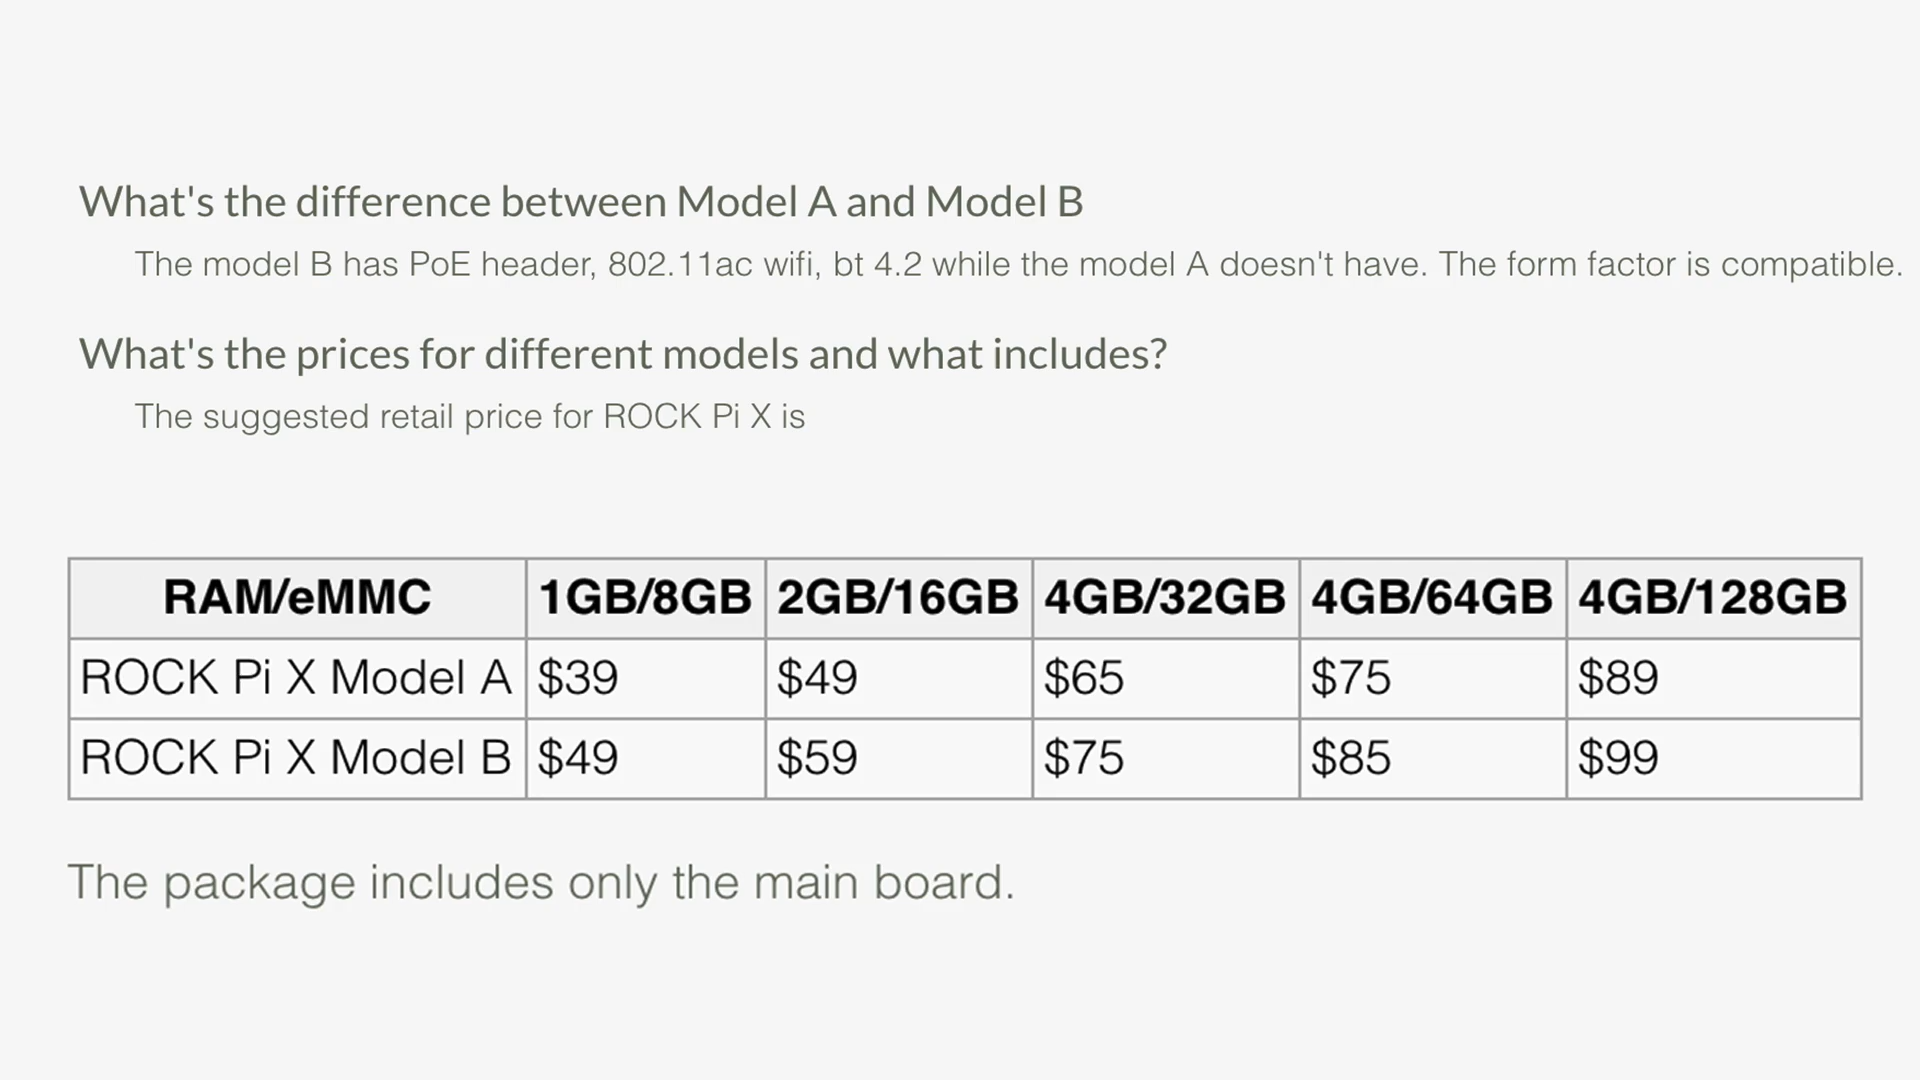 What's the difference between Model A and Model B
The model B has PoE header, 802.11ac wifi, bt 4.2 while the model A doesn't have. The form factor is compatible.
What's the prices for different models and what includes?
The suggested retail price for ROCK Pi X is
RAM/eMMC 1GB/8GB 2GB/16GB 4GB/32GB 4GB/64GB 4GB/128GB
ROCK Pi X Model A $39 $49 $65 $75 $89
ROCK Pi X Model B $49 $59 $75 $85 $99
The package includes only the main board.